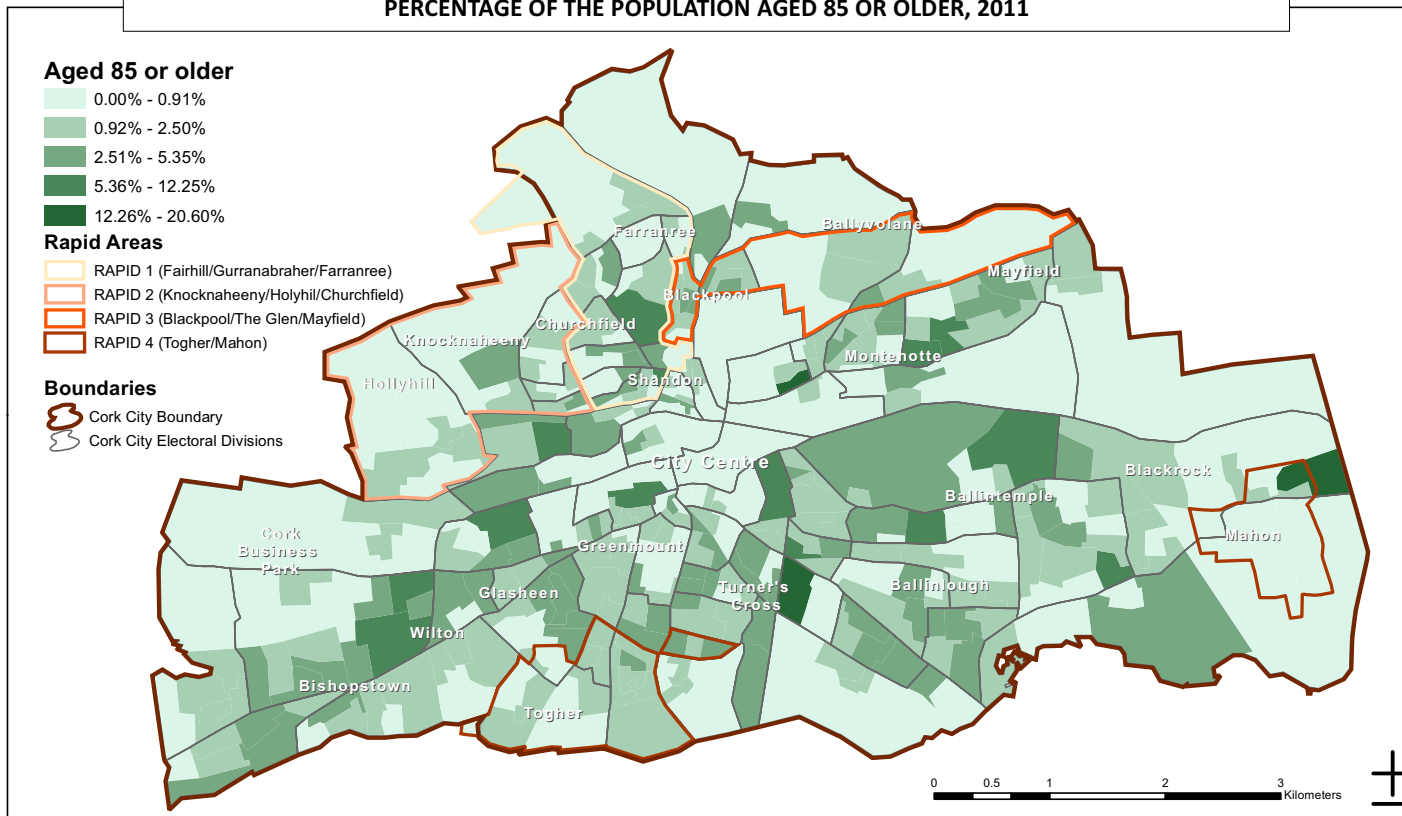 PERCENTAGE OF THE POPULATION AGED 85 OR OLDER, 2011
Aged 85 or older
0.00% - 0.91%
0.92% - 2.50%
2.51% - 5.35%
5.36% - 12.25%
12.26% - 20.60%
Rapid Areas
RAPID 1 (Fairhill/Gurranabraher/Farranree)
RAPID 2 (Knocknaheeny/Holyhil/Churchfield)
RAPID 3 (Blackpool/The Glen/Mayfield)
RAPID 4 (Togher/Mahon)
Boundaries
Cork City Boundary
Cork City Electoral Divisions
Ballyvolane
Farranree
Mayfield
Blackpool
Churchfield
Knocknaheeny
Montenotte
Shandon
Hollyhill
City Centre
Blackrock
Ballintemple
Cork
Business
Park
Mahon
Greenmount
Glasheen
Turner's
Cross
Ballinlough
Wilton
Bishopstown
Togher
0 0.5 1 2 3
Kilometers